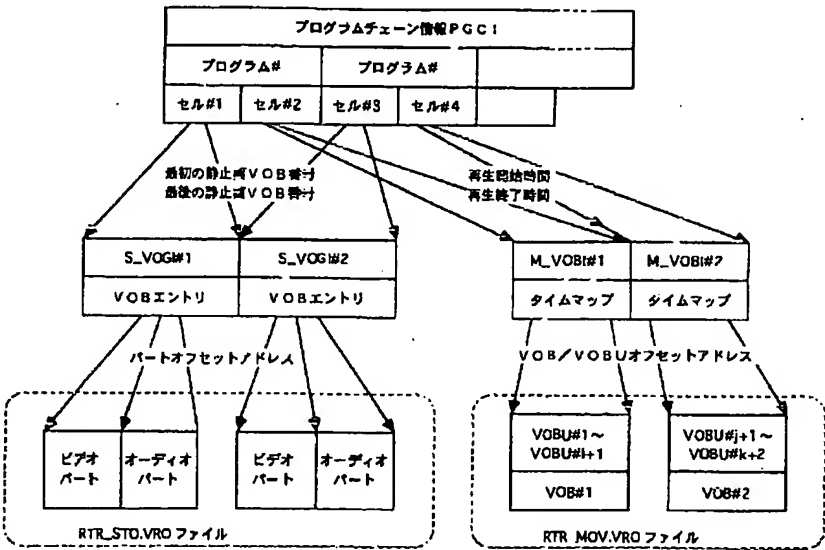 プログラムチェーン情報PGCI
プログラム# プログラム#
セル#1 セル#2 セル#3 セル#4
最初の静止画VOB番号
最後の静止画VOB番号
再生開始時間
再生終了時間
S_VOGI#1 S_VOGI#2
VOBエントリ VOBエントリ
M_VOBI#1 M_VOBI#2
タイムマップ タイムマップ
パートオフセットアドレス
VOB/VOBUオフセットアドレス
ビデオ
パート
オーディオ
パート
ビデオ
パート
オーディオ
パート
VOBU#1～
VOBU#i+1
VOB#1
VOBU#j+1～
VOBU#k+2
VOB#2
RTR_STO.VRO ファイル
RTR_MOV.VRO ファイル